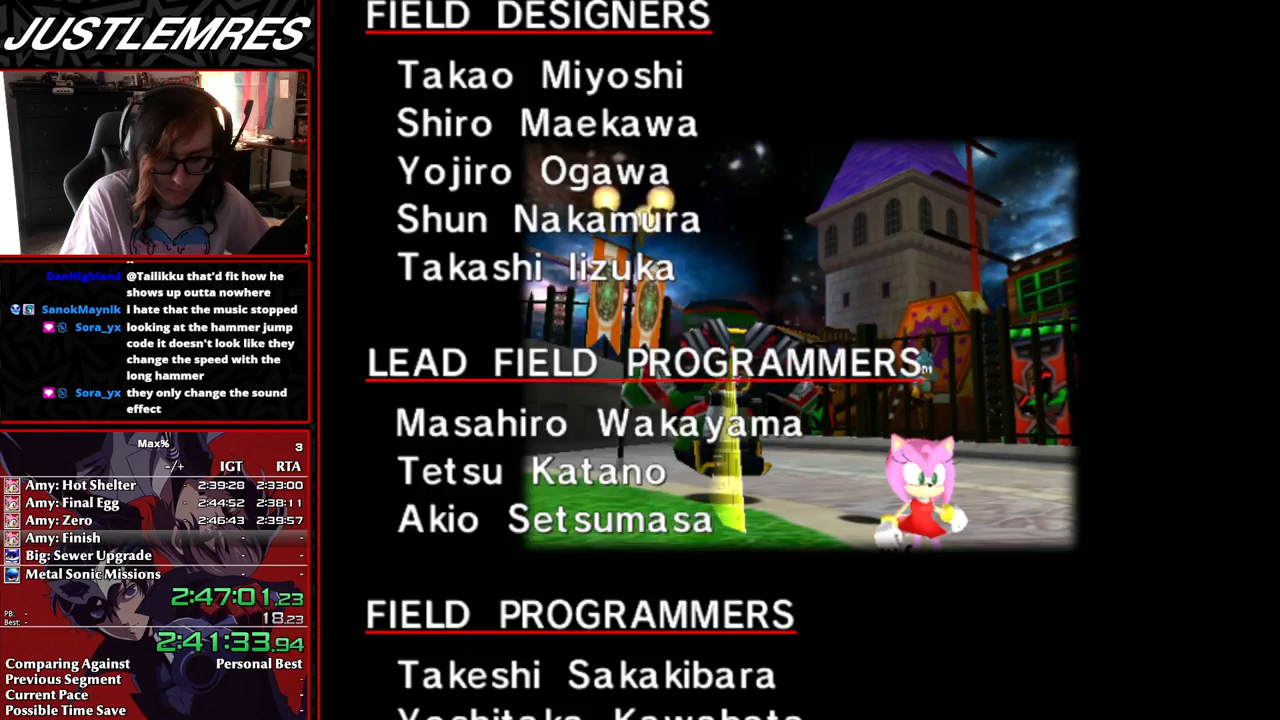 JUSTLEMRES
DanHighland @Tailikku that'd fit how he
shows up outta nowhere
SanokMaynik I hate that the music stopped
Sora_yx looking at the hammer jump
code it doesn't look like they
change the speed with the
long hammer
Sora_yx they only change the sound
effect
Max% 3
-/+ IGT RTA
Amy: Hot Shelter - 2:39:28 2:33:00
Amy: Final Egg - 2:44:52 2:38:11
Amy: Zero - 2:46:43 2:39:57
Amy: Finish - -
Big: Sewer Upgrade - -
Metal Sonic Missions - -
2:47:01.23
PB: -
Best: -
18.23
2:41:33.94
Comparing Against Personal Best
Previous Segment -
Current Pace -
Possible Time Save -
FIELD DESIGNERS
Takao Miyoshi
Shiro Maekawa
Yojiro Ogawa
Shun Nakamura
Takashi Iizuka
LEAD FIELD PROGRAMMERS
Masahiro Wakayama
Tetsu Katano
Akio Setsumasa
FIELD PROGRAMMERS
Takeshi Sakakibara
Yoshitaka Kawabata